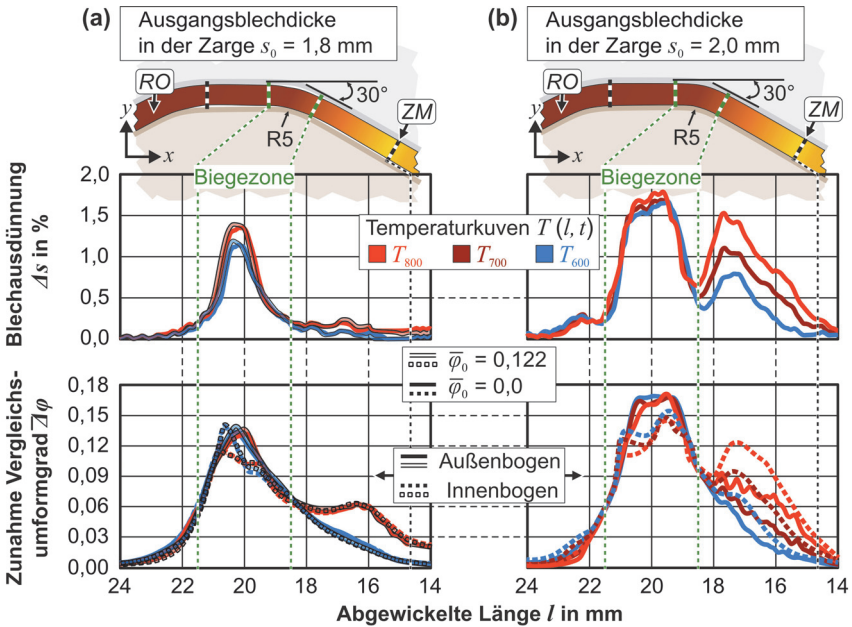 (a)
Ausgangsblechdicke
in der Zarge s₀ = 1,8 mm
(b)
Ausgangsblechdicke
in der Zarge s₀ = 2,0 mm
RO
30°
ZM
R5
y
x
RO
30°
ZM
R5
y
x
Biegezone
Biegezone
Blechausdünnung
Δs in %
2,0
1,5
1,0
0,5
0,0
Temperaturkuven T (l, t)
T₈₀₀ T₇₀₀ T₆₀₀
φ̅₀ = 0,122
φ̅₀ = 0,0
Außenbogen
Innenbogen
Zunahme Vergleichs-
umformgrad Δφ̅
0,18
0,15
0,12
0,09
0,06
0,03
0,00
24 22 20 18 16 14
24 22 20 19 16 14
Abgewickelte Länge l in mm